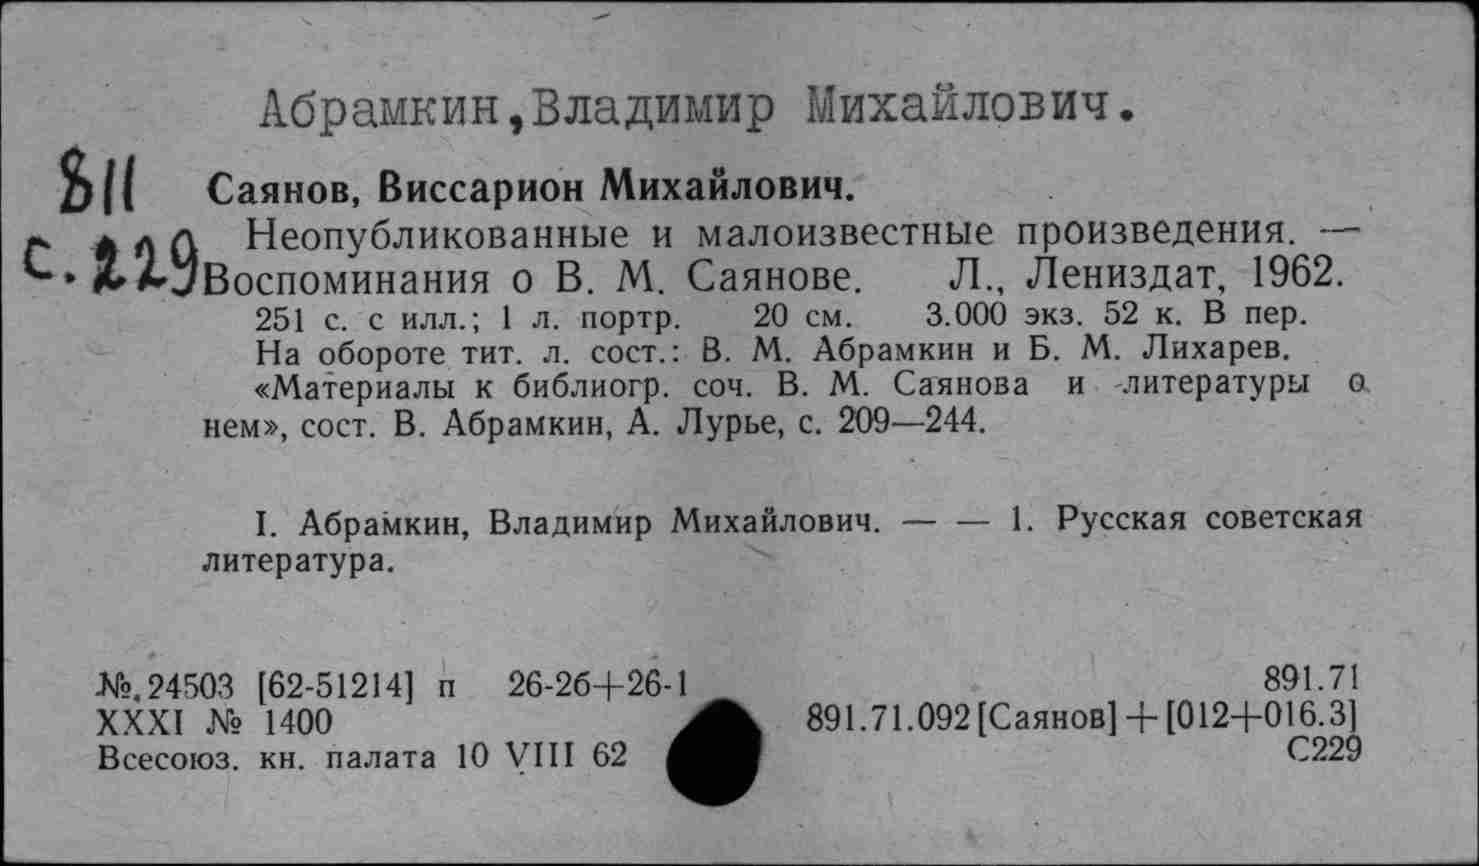 Абрамкин,Владимир Михайлович.
811
Саянов, Виссарион Михайлович.
с.229
Неопубликованные и малоизвестные произведения. —
Воспоминания о В. М. Саянове. Л., Лениздат, 1962.
251 с. с илл.; 1 л. портр. 20 см. 3.000 экз. 52 к. В пер.
На обороте тит. л. сост.: В. М. Абрамкин и Б. М. Лихарев.
«Материалы к библиогр. соч. В. М. Саянова и литературы о
нем», сост. В. Абрамкин, А. Лурье, с. 209—244.
I. Абрамкин, Владимир Михайлович. — — 1. Русская советская
литература.
№.24503 [62-51214] п 26-2б+26-1
891.71
XXXI № 1400
891.71.092[Саянов]+[012+016.3]
Всесоюз. кн. палата 10 VIII 62
С229